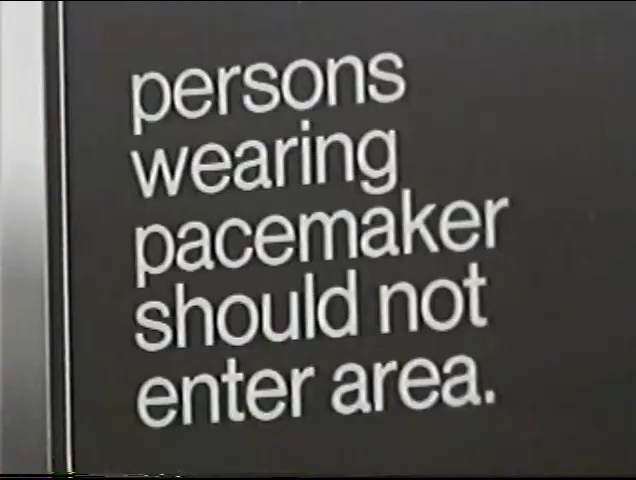 persons
wearing
pacemaker
should not
enter area.